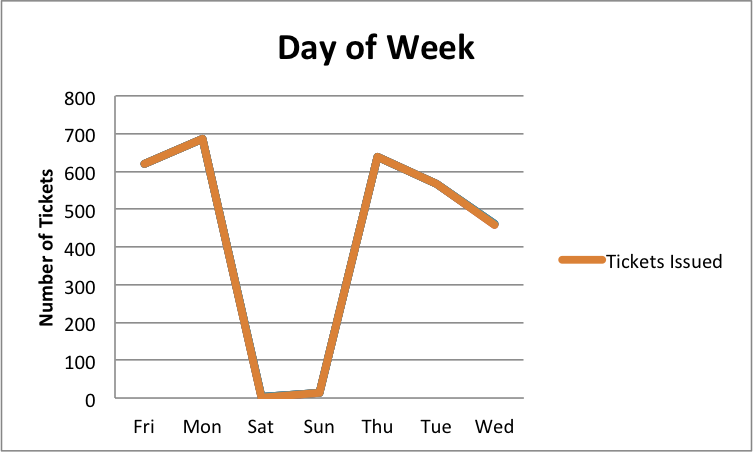 Day of Week
Number of Tickets
800
700
600
500
400
300
200
100
0
Fri Mon Sat Sun Thu Tue Wed
Tickets Issued